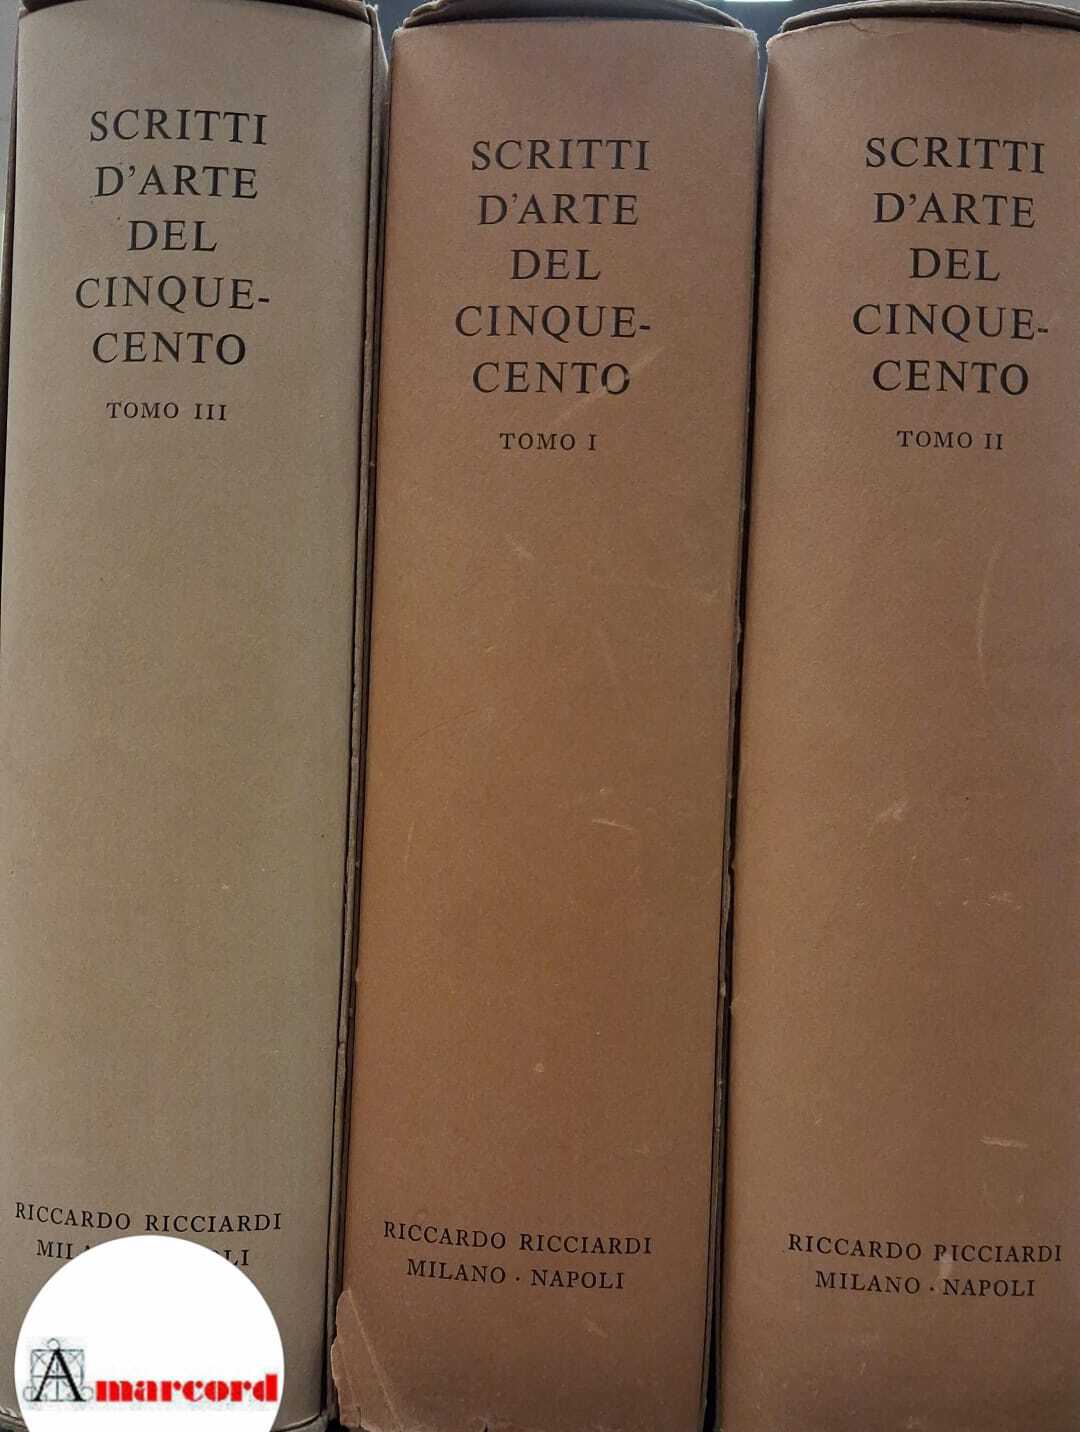 SCRITTI
D'ARTE
DEL
CINQUE-
CENTO
TOMO III
RICCARDO RICCIARDI
SCRITTI
D'ARTE
DEL
CINQUE-
CENTO
TOMO I
RICCARDO RICCIARDI
MILANO · NAPOLI
SCRITTI
D'ARTE
DEL
CINQUE-
CENTO
TOMO II
RICCARDO RICCIARDI
MILANO · NAPOLI
Amarcord